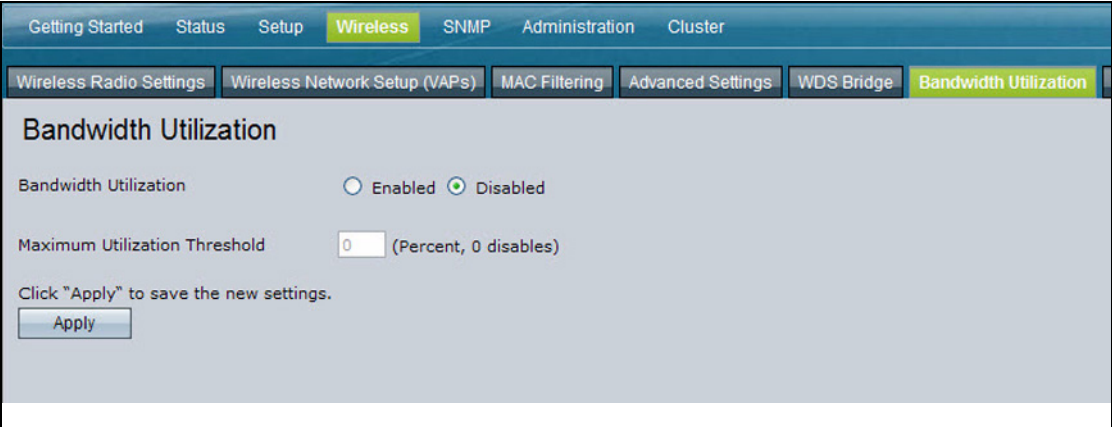 Getting Started Status Setup Wireless SNMP Administration Cluster
Wireless Radio Settings Wireless Network Setup (VAPs) MAC Filtering Advanced Settings WDS Bridge Bandwidth Utilization
Bandwidth Utilization
Bandwidth Utilization Enabled Disabled
Maximum Utilization Threshold 0 (Percent, 0 disables)
Click "Apply" to save the new settings.
Apply